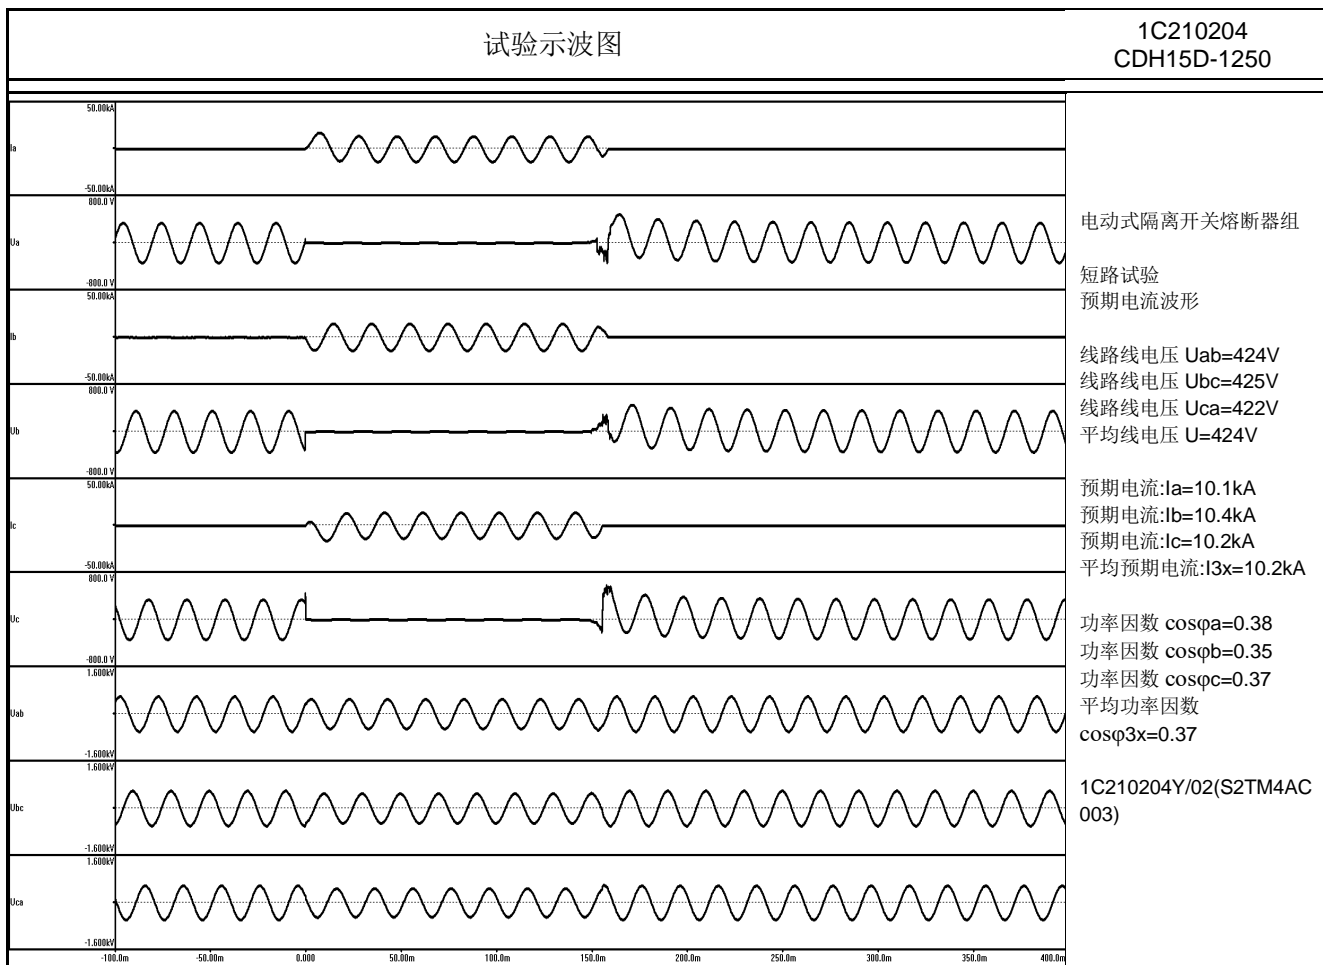 试验示波图
1C210204
CDH15D-1250
50.00kA
Ia
-50.00kA
800.0 V
Ua
-800.0 V
50.00kA
Ib
-50.00kA
800.0 V
Ub
-800.0 V
50.00kA
Ic
-50.00kA
800.0 V
Uc
-800.0 V
1.600kV
Uab
-1.600kV
1.600kV
Ubc
-1.600kV
1.600kV
Uca
-1.600kV
-100.0m -50.00m 0.000 50.00m 100.0m 150.0m 200.0m 250.0m 300.0m 350.0m 400.0m
电动式隔离开关熔断器组
短路试验
预期电流波形
线路线电压 Uab=424V
线路线电压 Ubc=425V
线路线电压 Uca=422V
平均线电压 U=424V
预期电流:Ia=10.1kA
预期电流:Ib=10.4kA
预期电流:Ic=10.2kA
平均预期电流:I3x=10.2kA
功率因数 cosφa=0.38
功率因数 cosφb=0.35
功率因数 cosφc=0.37
平均功率因数
cosφ3x=0.37
1C210204Y/02(S2TM4AC
003)